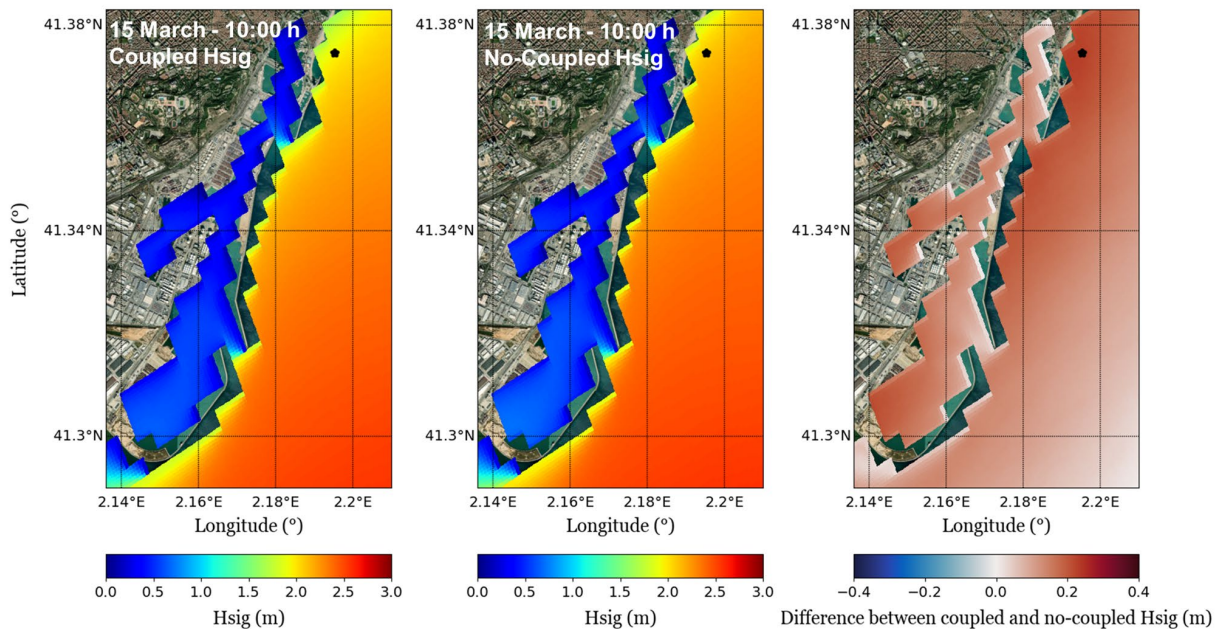 15 March - 10:00 h
Coupled Hsig
15 March - 10:00 h
No-Coupled Hsig
41.38°N
41.34°N
41.3°N
Latitude (°)
2.14°E 2.16°E 2.18°E 2.2°E
Longitude (°)
0.0 0.5 1.0 1.5 2.0 2.5 3.0
Hsig (m)
41.38°N
41.34°N
41.3°N
2.14°E 2.16°E 2.18°E 2.2°E
Longitude (°)
0.0 0.5 1.0 1.5 2.0 2.5 3.0
Hsig (m)
41.38°N
41.34°N
41.3°N
2.14°E 2.16°E 2.18°E 2.2°E
Longitude (°)
−0.4 −0.2 0.0 0.2 0.4
Difference between coupled and no-coupled Hsig (m)